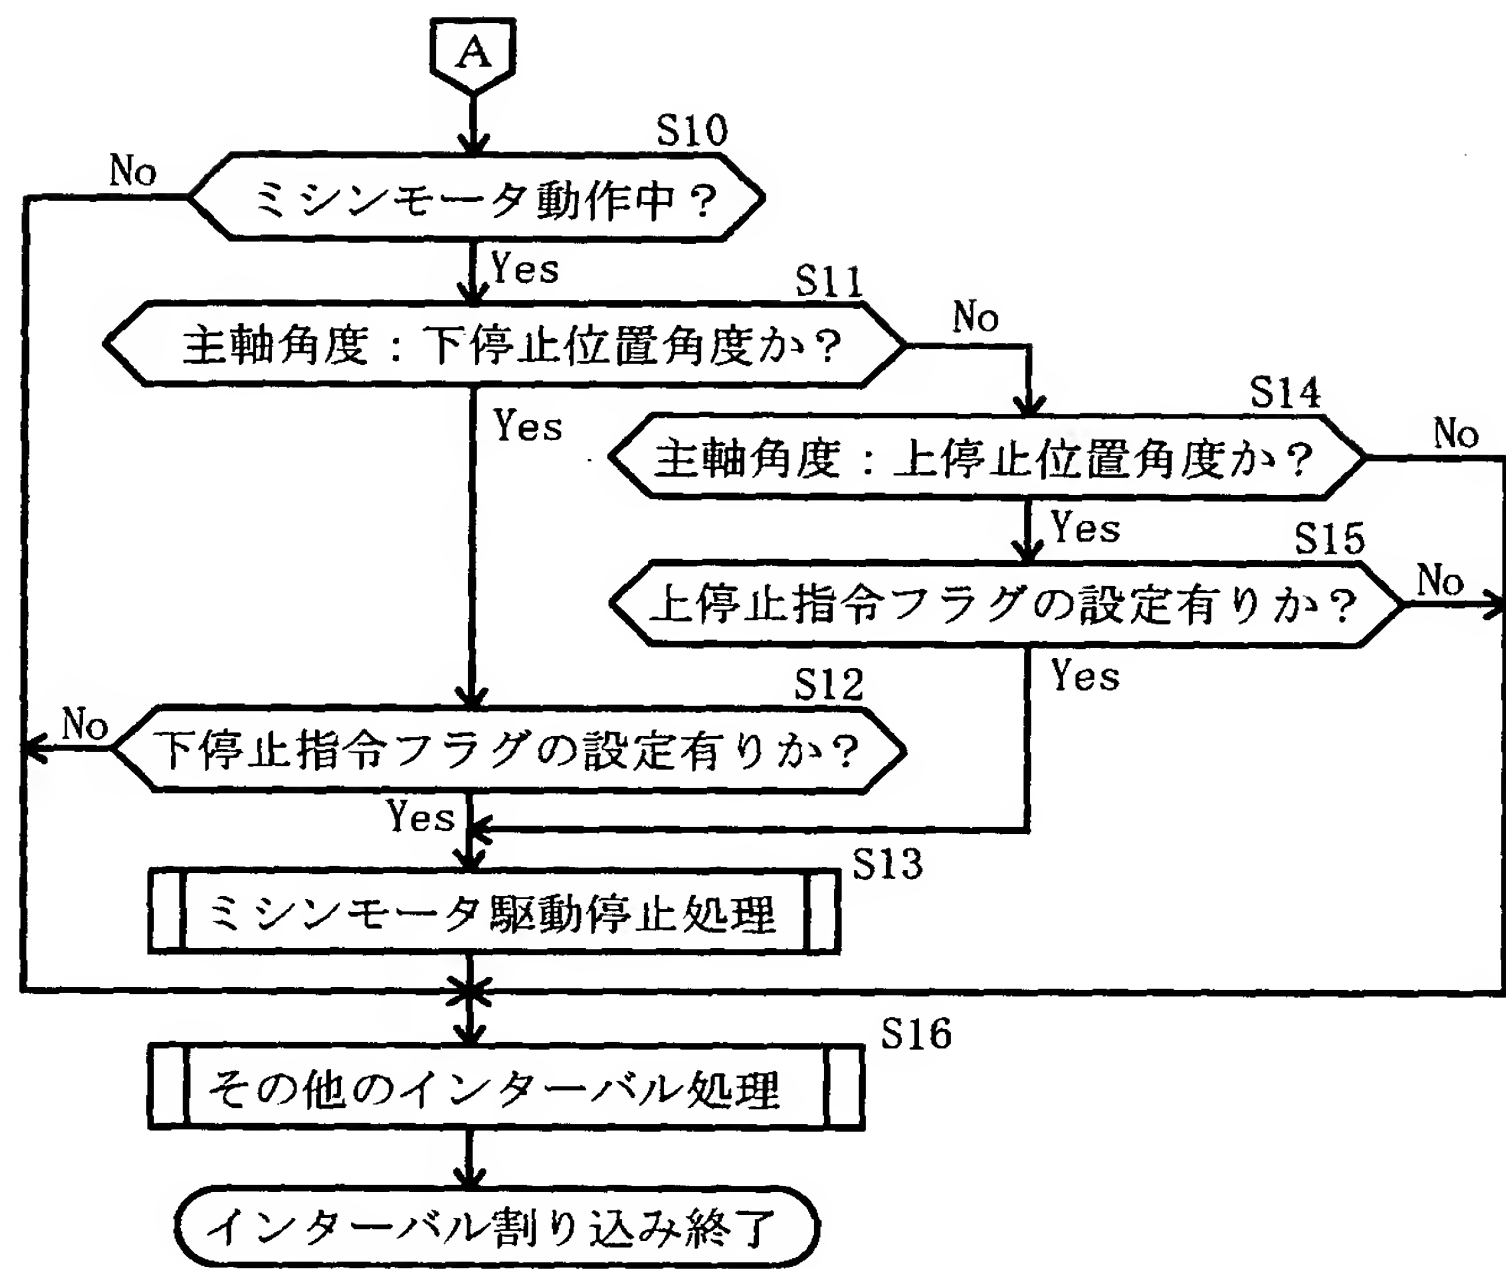 A
S10
No
ミシンモータ動作中?
Yes
S11
主軸角度:下停止位置角度か?
No
Yes
S14
主軸角度:上停止位置角度か?
No
Yes
S15
上停止指令フラグの設定有りか?
No
Yes
S12
No
下停止指令フラグの設定有りか?
Yes
S13
ミシンモータ駆動停止処理
S16
その他のインターバル処理
インターバル割り込み終了